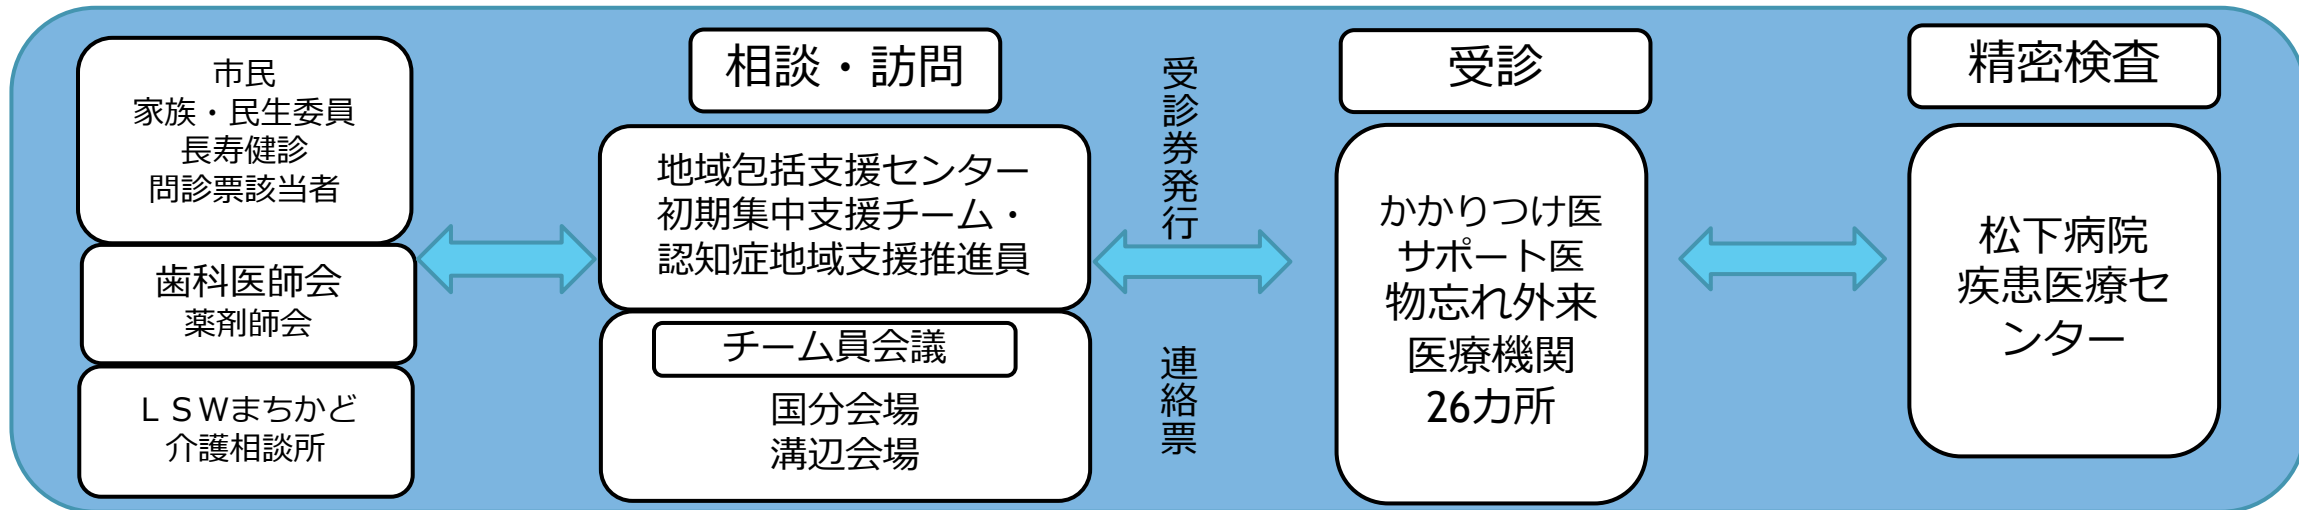 市民
家族・民生委員
長寿健診
問診票該当者
歯科医師会
薬剤師会
ＬＳＷまちかど
介護相談所
相談・訪問
地域包括支援センター
初期集中支援チーム・
認知症地域支援推進員
チーム員会議
国分会場
溝辺会場
受診券発行
連絡票
受診
かかりつけ医
サポート医
物忘れ外来
医療機関
26カ所
精密検査
松下病院
疾患医療セ
ンター